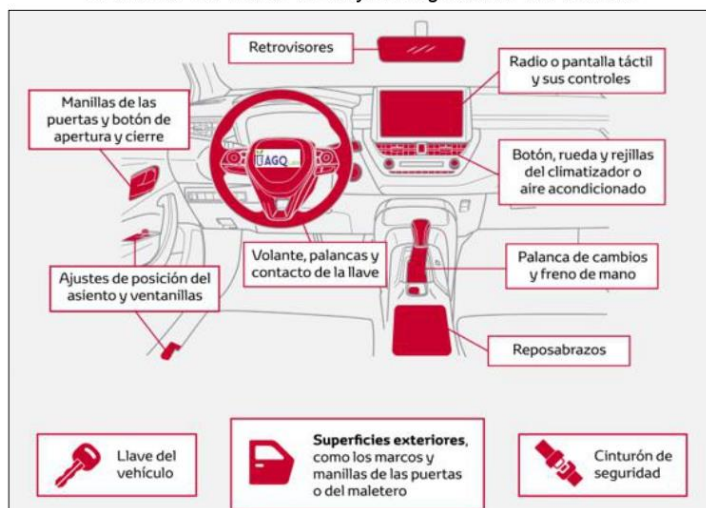 Retrovisores
Radio o pantalla táctil
y sus controles
Manillas de las
puertas y botón de
apertura y cierre
AGQ
Botón, rueda y rejillas
del climatizador o
aire acondicionado
Volante, palancas y
contacto de la llave
Palanca de cambios
y freno de mano
Ajustes de posición del
asiento y ventanillas
Reposabrazos
Llave del
vehículo
Superficies exteriores,
como los marcos y
manillas de las puertas
o del maletero
Cinturón de
seguridad